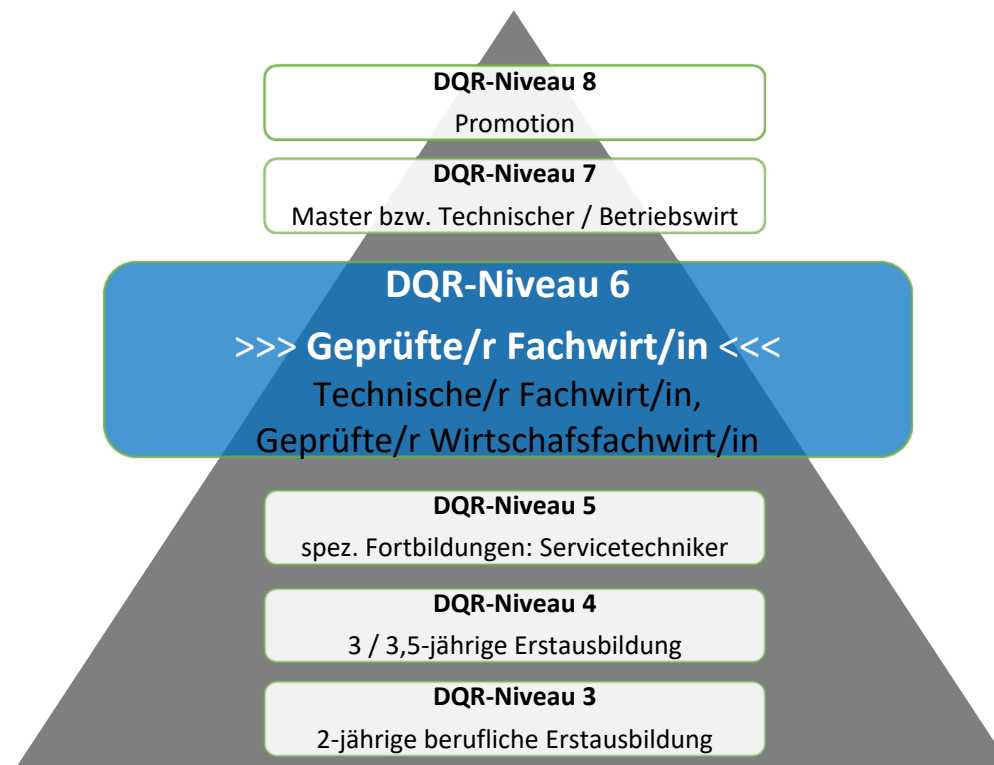 DQR-Niveau 8
Promotion
DQR-Niveau 7
Master bzw. Technischer / Betriebswirt
DQR-Niveau 6
>>> Geprüfte/r Fachwirt/in <<<
Technische/r Fachwirt/in,
Geprüfte/r Wirtschafsfachwirt/in
DQR-Niveau 5
spez. Fortbildungen: Servicetechniker
DQR-Niveau 4
3 / 3,5-jährige Erstausbildung
DQR-Niveau 3
2-jährige berufliche Erstausbildung